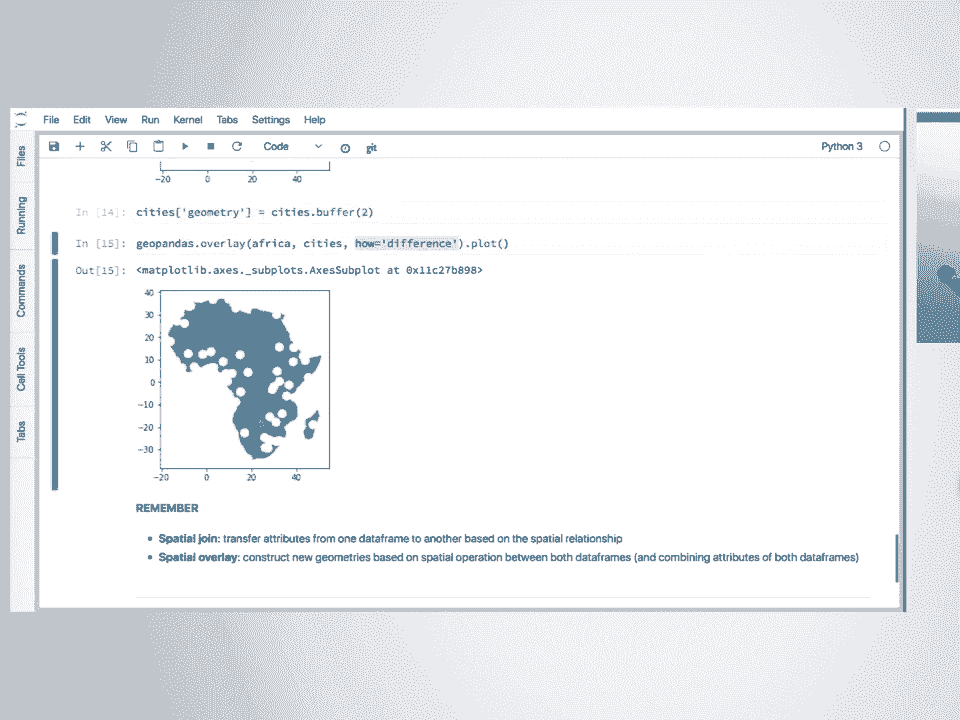 File Edit View Run Kernel Tabs Settings Help
Files
Running
Commands
Cell Tools
Tabs
Code
git
Python 3
−20 0 20 40
In [14]: cities['geometry'] = cities.buffer(2)
In [15]: geopandas.overlay(africa, cities, how='difference').plot()
Out[15]: <matplotlib.axes._subplots.AxesSubplot at 0x11c27b898>
40
30
20
10
0
−10
−20
−30
−20 0 20 40
REMEMBER
• Spatial join: transfer attributes from one dataframe to another based on the spatial relationship
• Spatial overlay: construct new geometries based on spatial operation between both dataframes (and combining attributes of both dataframes)